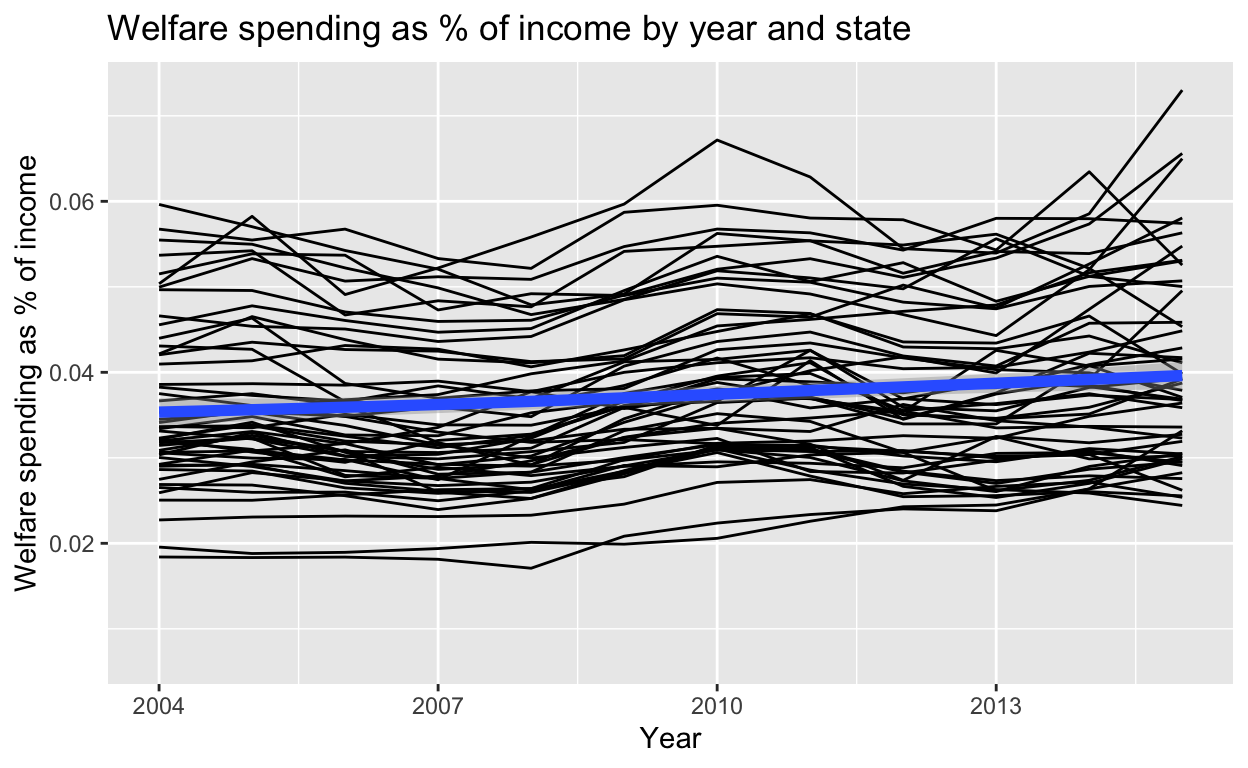 Welfare spending as % of income by year and state
Welfare spending as % of income
0.06
0.04
0.02
2004
2007
2010
2013
Year